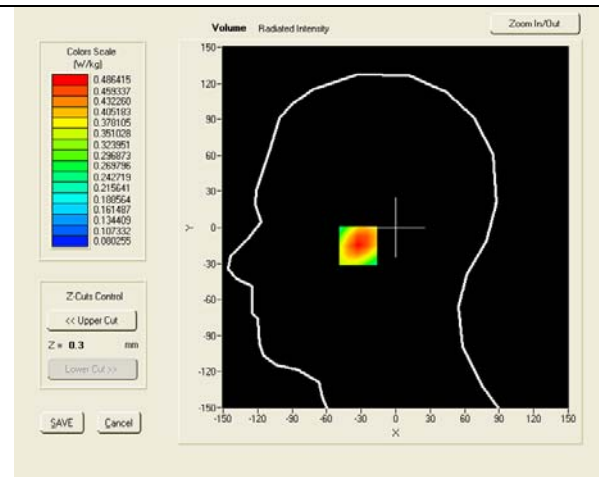 Volume Radiated Intensity
Zoom In/Out
Colors Scale
(W/kg)
0.486415
0.459337
0.432260
0.405183
0.378105
0.351028
0.323951
0.296873
0.269796
0.242719
0.215641
0.188564
0.161487
0.134409
0.107332
0.080255
Z-Cuts Control
<< Upper Cut
Z = 0.3 mm
Lower Cut >>
SAVE Cancel
150
120
90
60
30
0
-30
-60
-90
-120
-150
Y
-150 -120 -90 -60 -30 0 30 60 90 120 150
X